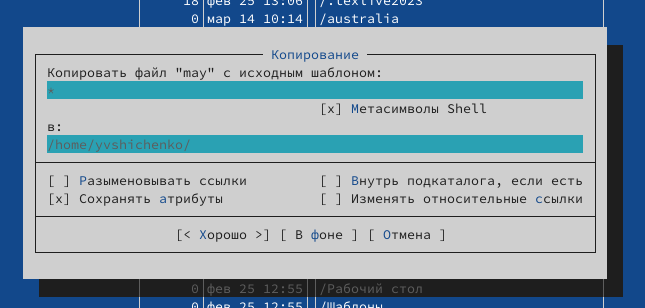 18 фев 25 13:06 /.texlive2023
0 мар 14 10:14 /australia
Копирование
Копировать файл "may" с исходным шаблоном:
*
[x] Метасимволы Shell
в:
/home/yvshichenko/
[ ] Разыменовывать ссылки [ ] Внутрь подкаталога, если есть
[x] Сохранять атрибуты [ ] Изменять относительные ссылки
[< Хорошо >] [ В фоне ] [ Отмена ]
0 фев 25 12:55 /Рабочий стол
0 фев 25 12:55 /Шаблоны